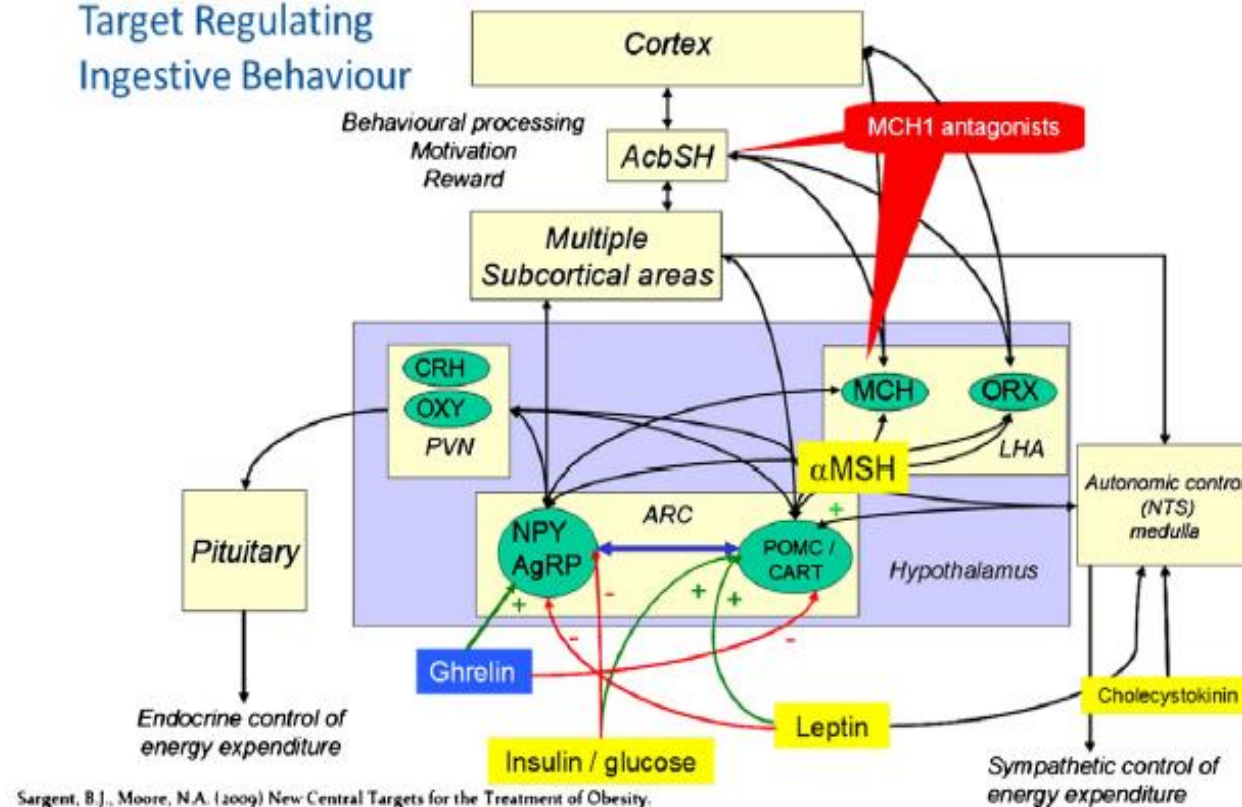 Target Regulating
Ingestive Behaviour
Cortex
Behavioural processing
Motivation
Reward
MCH1 antagonists
AcbSH
Multiple
Subcortical areas
CRH
OXY
PVN
MCH
ORX
LHA
αMSH
Autonomic control
(NTS)
medulla
Pituitary
ARC
NPY
AgRP
POMC /
CART
+
Hypothalamus
+
-
+
+
-
-
Ghrelin
Cholecystokinin
Leptin
Endocrine control of
energy expenditure
Insulin / glucose
Sympathetic control of
energy expenditure
Sargent, B.J., Moore, N.A. (2009) New Central Targets for the Treatment of Obesity.